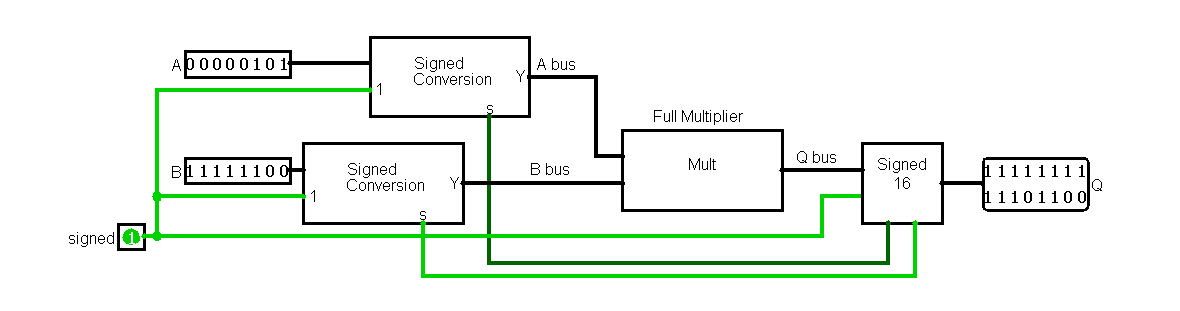 A 00000101
Signed
Conversion
1
Y
s
A bus
B 11111100
Signed
Conversion
1
Y
s
B bus
Full Multiplier
Mult
Q bus
Signed
16
11111111
11101100
Q
signed 1